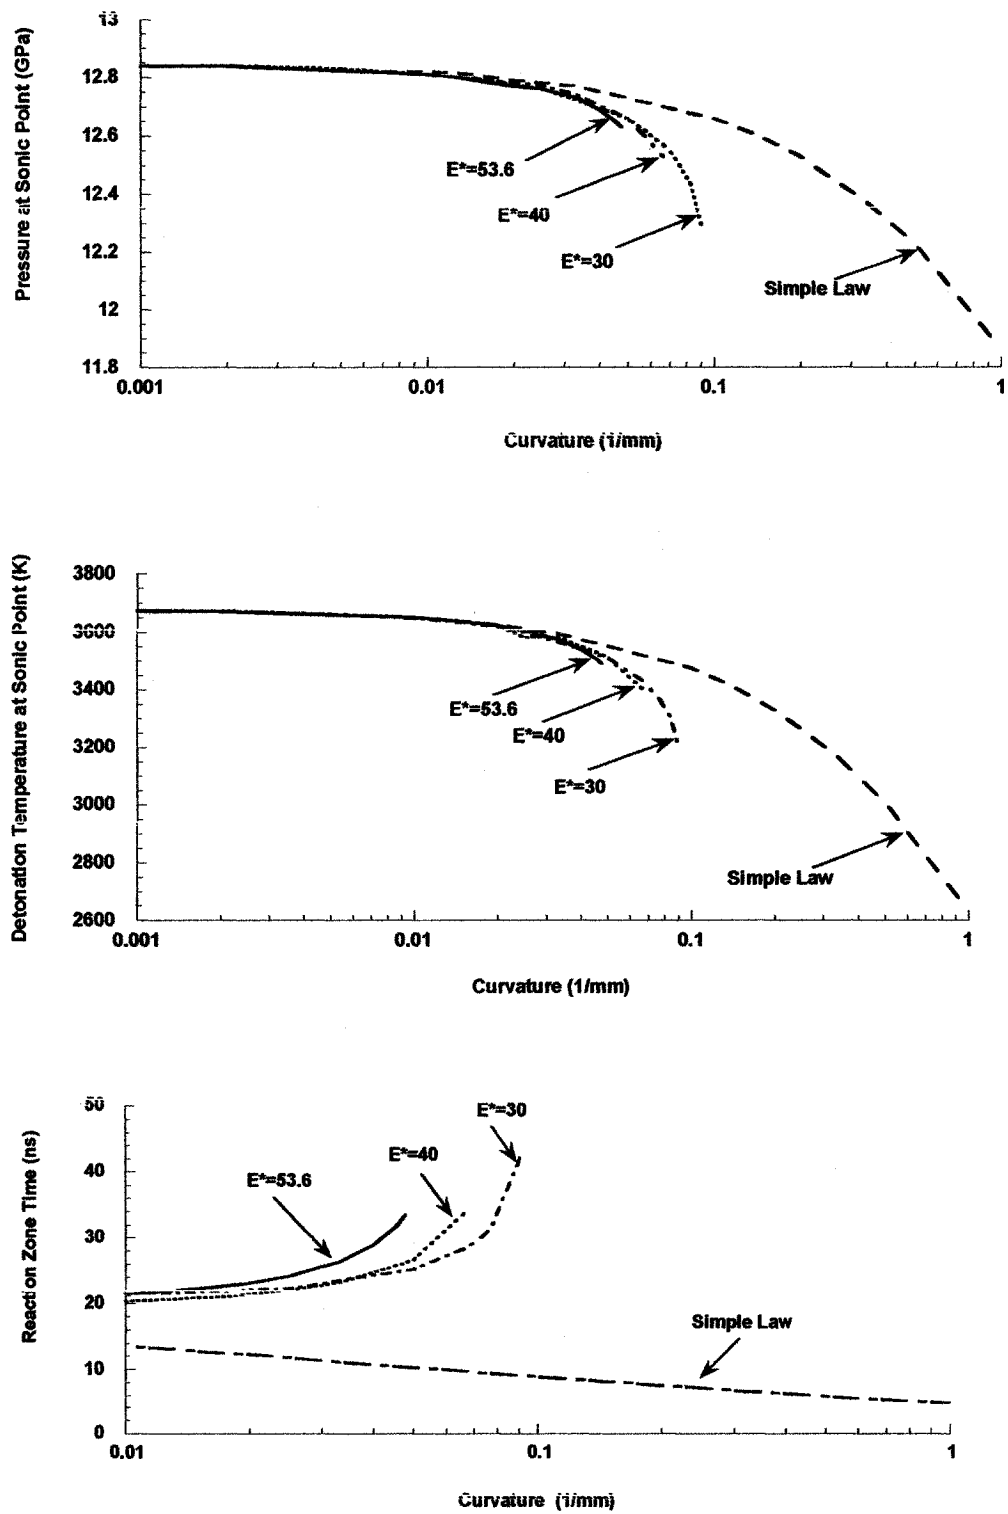 13
12.8
12.6
12.4
12.2
12
11.8
Pressure at Sonic Point (GPa)
E*=53.6
E*=40
E*=30
Simple Law
0.001 0.01 0.1 1
Curvature (1/mm)
3800
3600
3400
3200
3000
2800
2600
Detonation Temperature at Sonic Point (K)
E*=53.6
E*=40
E*=30
Simple Law
0.001 0.01 0.1 1
Curvature (1/mm)
50
40
30
20
10
0
Reaction Zone Time (ns)
E*=30
E*=40
E*=53.6
Simple Law
0.01 0.1 1
Curvature (1/mm)